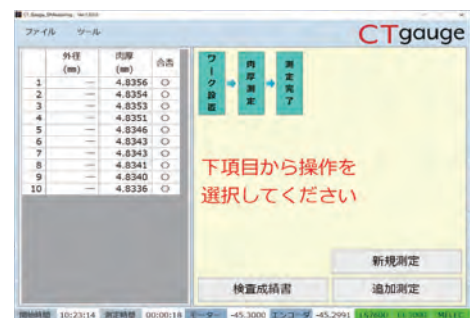 ファイル ツール
CTgauge
外径 (mm) 肉厚 (mm) 合否
1 — 4.8356 ○
2 — 4.8354 ○
3 — 4.8353 ○
4 — 4.8351 ○
5 — 4.8346 ○
6 — 4.8343 ○
7 — 4.8343 ○
8 — 4.8341 ○
9 — 4.8340 ○
10 — 4.8336 ○
ワーク設置
肉厚測定
測定完了
下項目から操作を
選択してください
新規測定
検査成績書 追加測定
開始時間 10:23:14 測定時間 00:00:18 モーター -45.3000 エンコーダ -45.2991